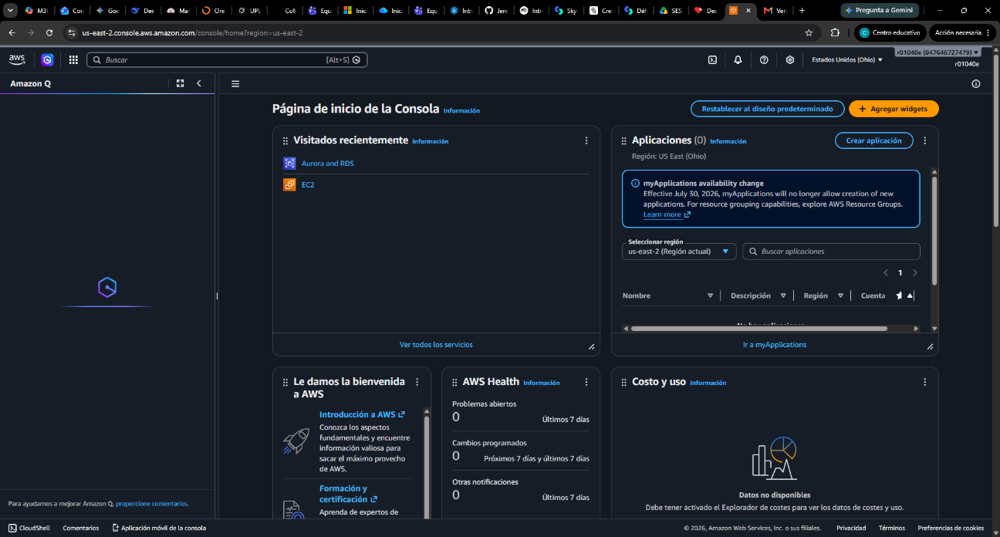 M3(
Con
Goo
Dee
Mar
Ore
UPL
CoN
Equ
Inic
Inic
Equ
Intr
Jere
Intr
Sky
Crea
Défi
SES
Des
Ver
Pregunta a Gemini
us-east-2.console.aws.amazon.com/console/home?region=us-east-2
C Centro educativo
Acción necesaria
aws
Buscar [Alt+S]
Estados Unidos (Ohio)
r01040e (047646727479)
r01040e
Amazon Q
Página de inicio de la Consola Información
Restablecer al diseño predeterminado
Agregar widgets
Visitados recientemente Información
Aurora and RDS
EC2
Ver todos los servicios
Aplicaciones (0) Información
Crear aplicación
Región: US East (Ohio)
myApplications availability change
Effective July 30, 2026, myApplications will no longer allow creation of new
applications. For resource grouping capabilities, explore AWS Resource Groups.
Learn more
Seleccionar región
us-east-2 (Región actual)
Buscar aplicaciones
1
Nombre Descripción Región Cuenta
Ir a myApplications
Le damos la bienvenida
a AWS
Introducción a AWS
Conozca los aspectos
fundamentales y encuentre
información valiosa para
sacar el máximo provecho
de AWS.
Formación y
certificación
Aprenda de expertos de
AWS Health Información
Problemas abiertos
0 Últimos 7 días
Cambios programados
0 Próximos 7 días y últimos 7 días
Otras notificaciones
0 Últimos 7 días
Costo y uso Información
Datos no disponibles
Debe tener activado el Explorador de costes para ver los datos de costes y uso.
Para ayudarnos a mejorar Amazon Q, proporcione comentarios.
CloudShell Comentarios Aplicación móvil de la consola
© 2026, Amazon Web Services, Inc. o sus filiales. Privacidad Términos Preferencias de cookies